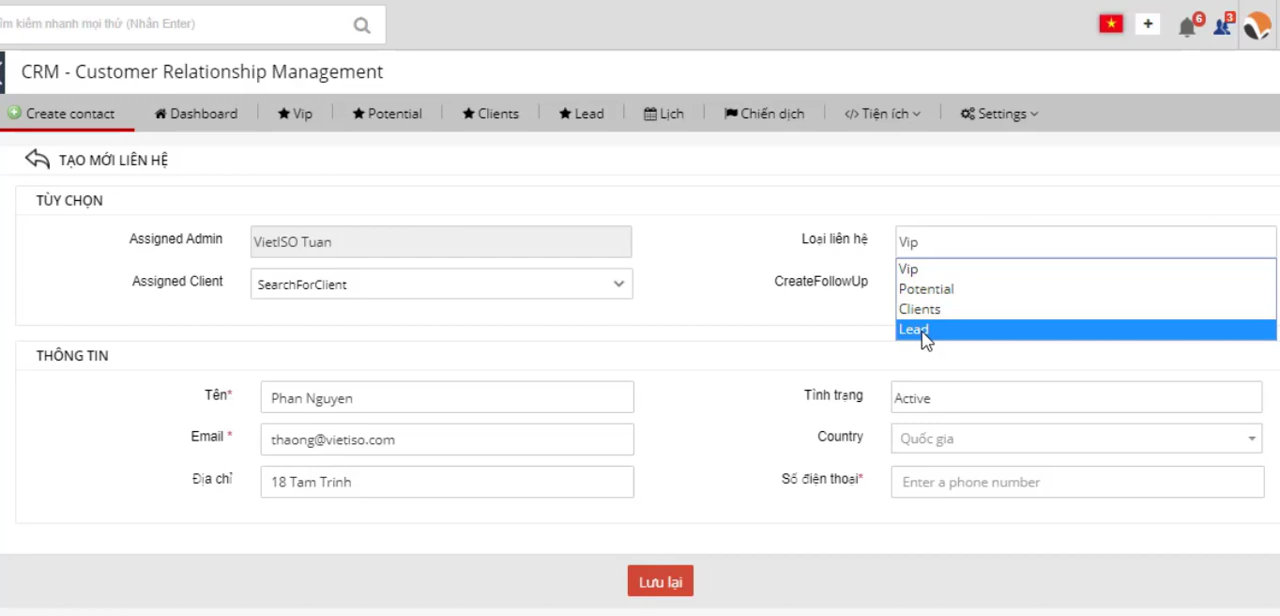 ìm kiếm nhanh mọi thứ (Nhấn Enter)
+ 6 3
CRM - Customer Relationship Management
Create contact Dashboard Vip Potential Clients Lead Lịch Chiến dịch </> Tiện ích Settings
TẠO MỚI LIÊN HỆ
TÙY CHỌN
Assigned Admin VietISO Tuan Loại liên hệ Vip
Assigned Client SearchForClient CreateFollowUp
Vip
Potential
Clients
Lead
THÔNG TIN
Tên* Phan Nguyen Tình trạng Active
Email * thaong@vietiso.com Country Quốc gia
Địa chỉ 18 Tam Trinh Số điện thoại* Enter a phone number
Lưu lại